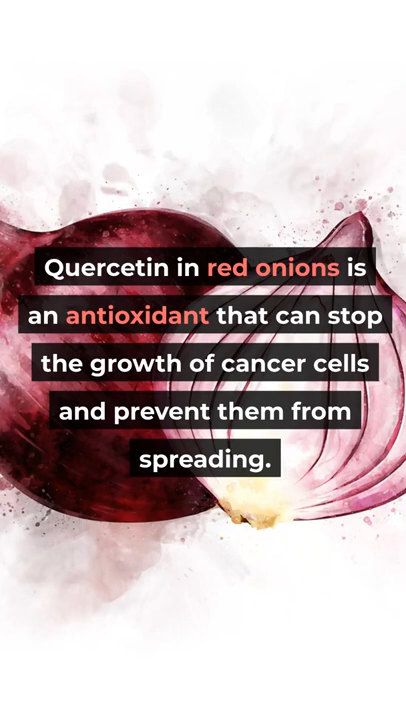 Quercetin in red onions is
an antioxidant that can stop
the growth of cancer cells
and prevent them from
spreading.